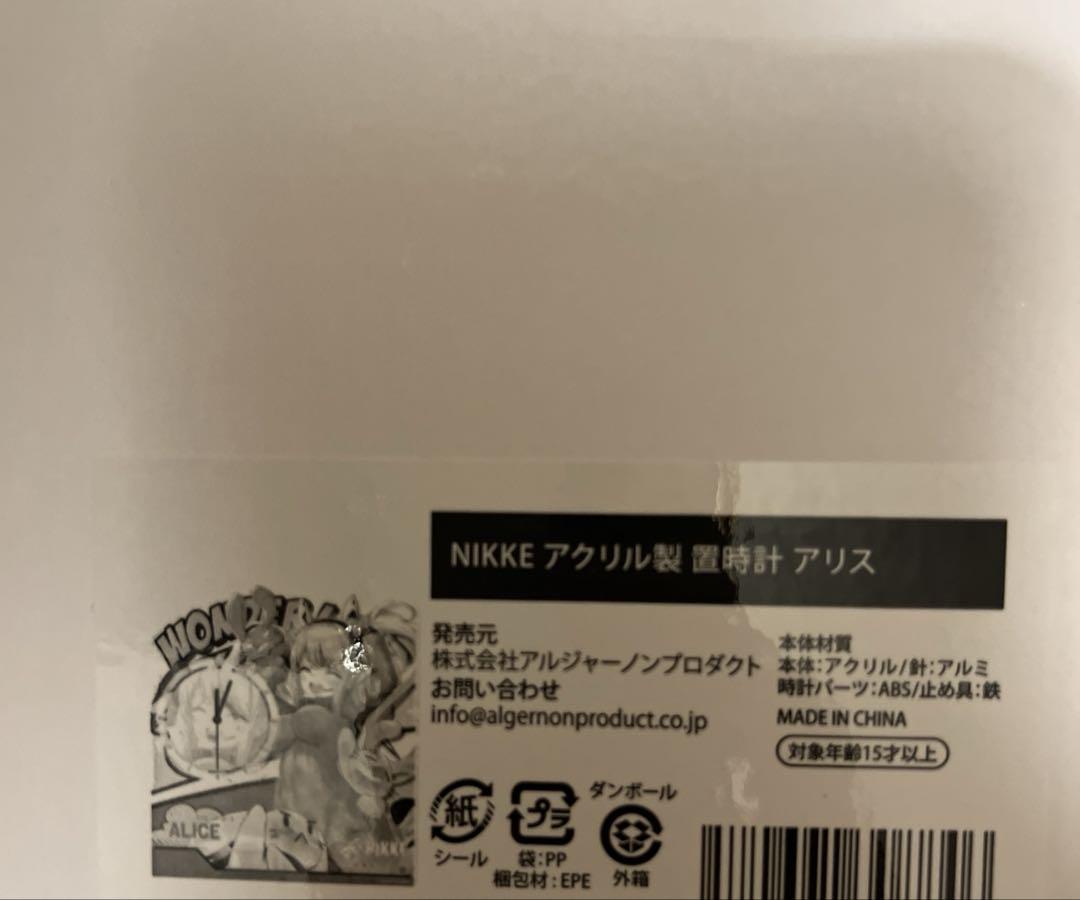 NIKKE アクリル製 置時計 アリス
発売元
株式会社アルジャーノンプロダクト
お問い合わせ
info@algernonproduct.co.jp
本体材質
本体:アクリル/針:アルミ
時計パーツ:ABS/止め具:鉄
MADE IN CHINA
対象年齢15才以上
ALICE
NIKKE
紙
シール
プラ
袋:PP
梱包材:EPE
ダンボール
外箱